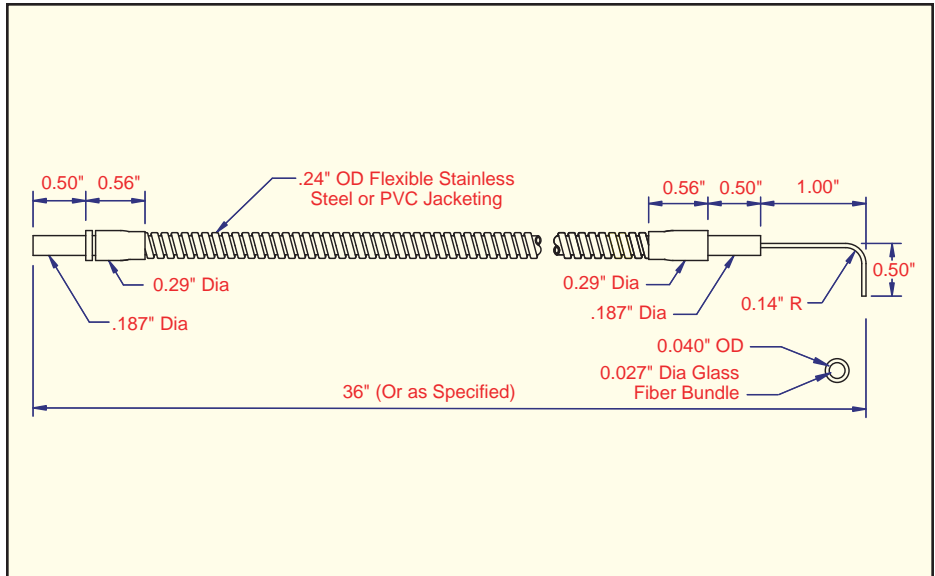 0.50"
0.56"
.24" OD Flexible Stainless
Steel or PVC Jacketing
0.56"
0.50"
1.00"
0.29" Dia
.187" Dia
0.29" Dia
.187" Dia
0.14" R
0.50"
0.040" OD
0.027" Dia Glass
Fiber Bundle
36" (Or as Specified)